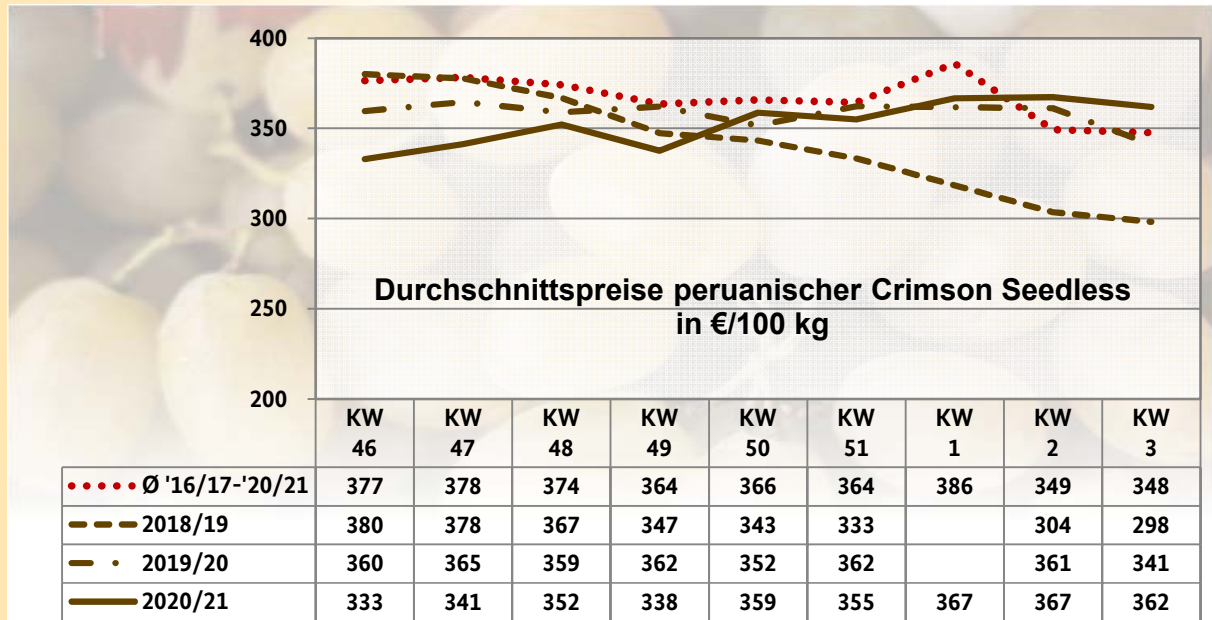 400
350
300
250
200
Durchschnittspreise peruanischer Crimson Seedless
in €/100 kg
KW KW KW KW KW KW KW KW KW
46 47 48 49 50 51 1 2 3
Ø '16/17-'20/21 377 378 374 364 366 364 386 349 348
2018/19 380 378 367 347 343 333 304 298
2019/20 360 365 359 362 352 362 361 341
2020/21 333 341 352 338 359 355 367 367 362